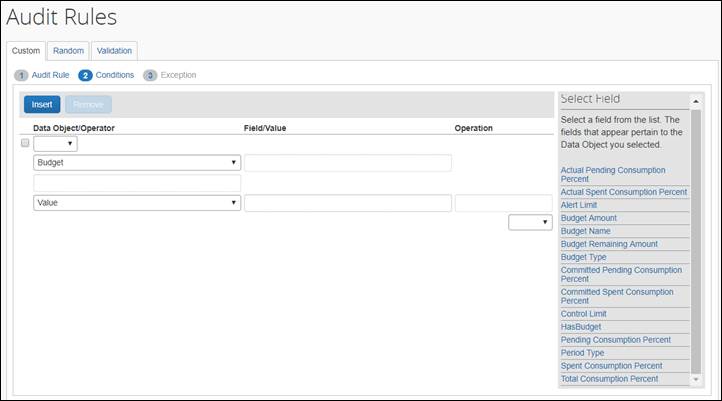 Audit Rules
Custom Random Validation
1 Audit Rule 2 Conditions 3 Exception
Insert Remove
Data Object/Operator Field/Value Operation
Budget
Value
Select Field
Select a field from the list. The
fields that appear pertain to the
Data Object you selected.
Actual Pending Consumption
Percent
Actual Spent Consumption Percent
Alert Limit
Budget Amount
Budget Name
Budget Remaining Amount
Budget Type
Committed Pending Consumption
Percent
Committed Spent Consumption
Percent
Control Limit
HasBudget
Pending Consumption Percent
Period Type
Spent Consumption Percent
Total Consumption Percent